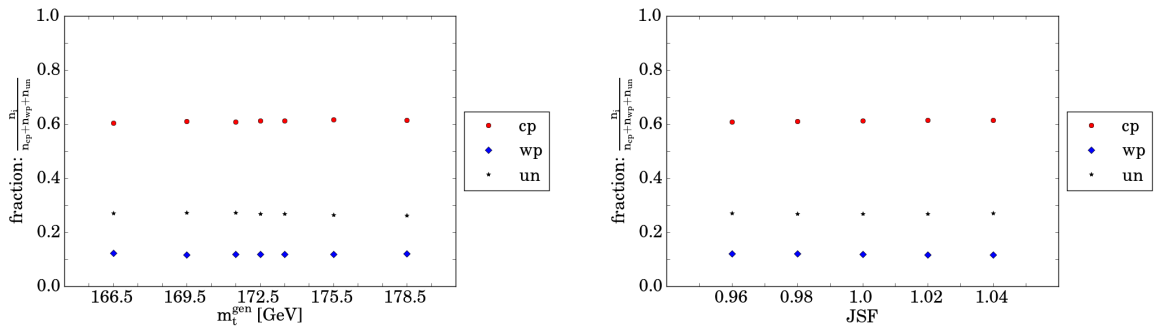 1.0
0.8
0.6
0.4
0.2
0.0
fraction: n_i / n_cp+n_wp+n_un
166.5 169.5 172.5 175.5 178.5
m_t^gen [GeV]
cp
wp
un
1.0
0.8
0.6
0.4
0.2
0.0
fraction: n_i / n_cp+n_wp+n_un
0.96 0.98 1.0 1.02 1.04
JSF
cp
wp
un